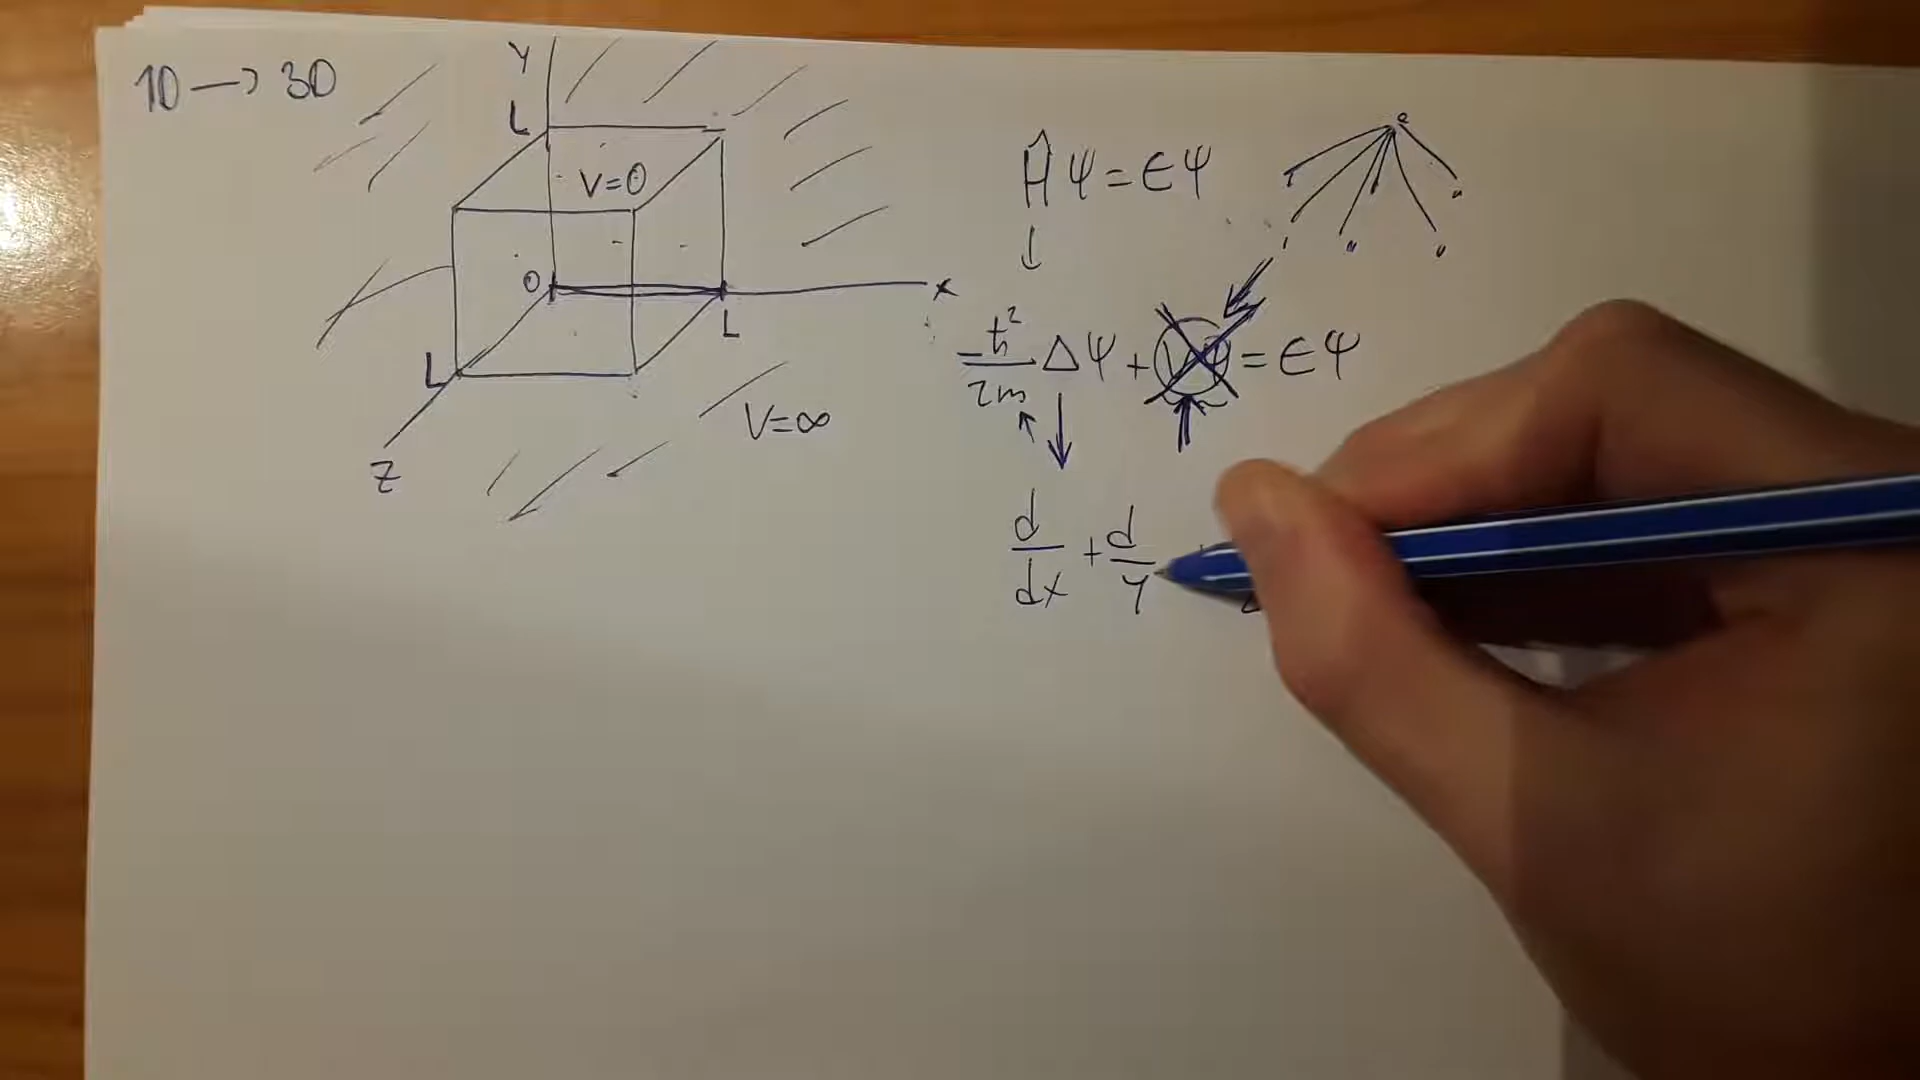 1D → 3D
Y
L
V=0
0
x
L
L
Z
V=∞
Ĥψ=Eψ
↓
-ħ²/2m Δψ + Vψ = Eψ
d/dx + d/y